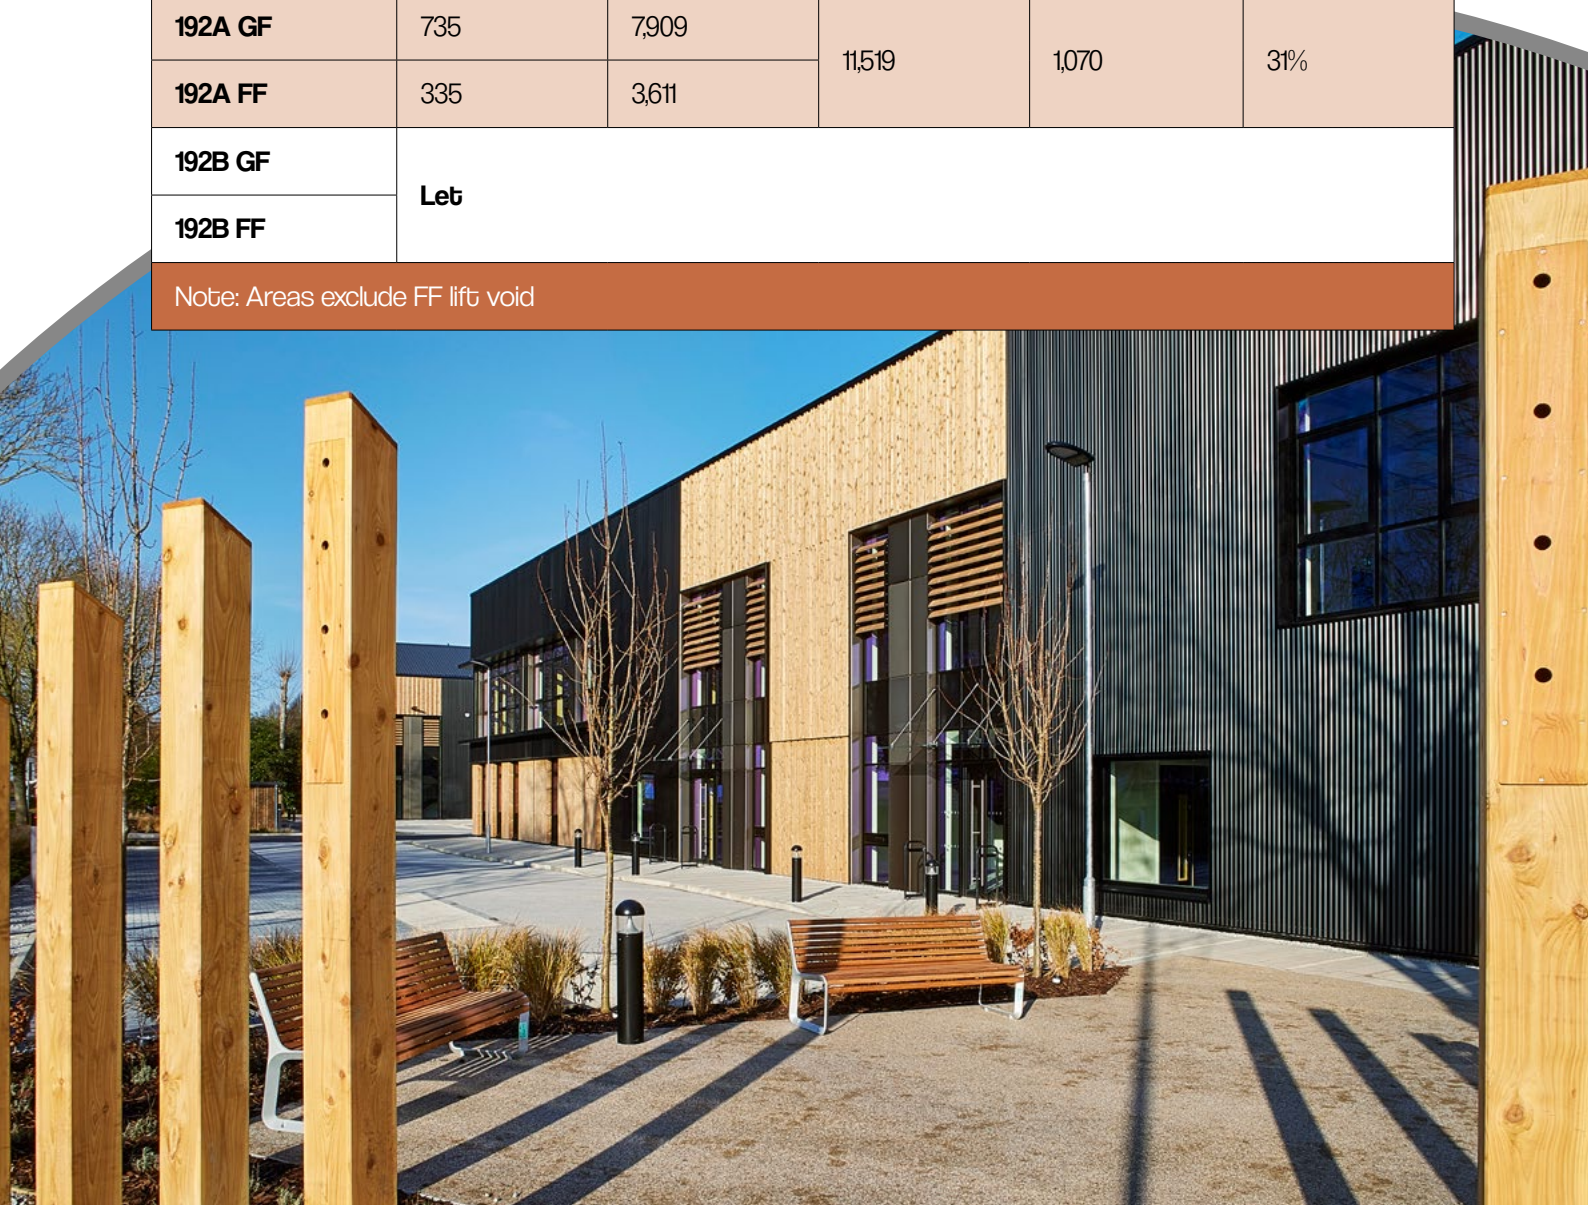 192A GF 735 7,909 11,519 1,070 31%
192A FF 335 3,611
192B GF Let
192B FF
Note: Areas exclude FF lift void